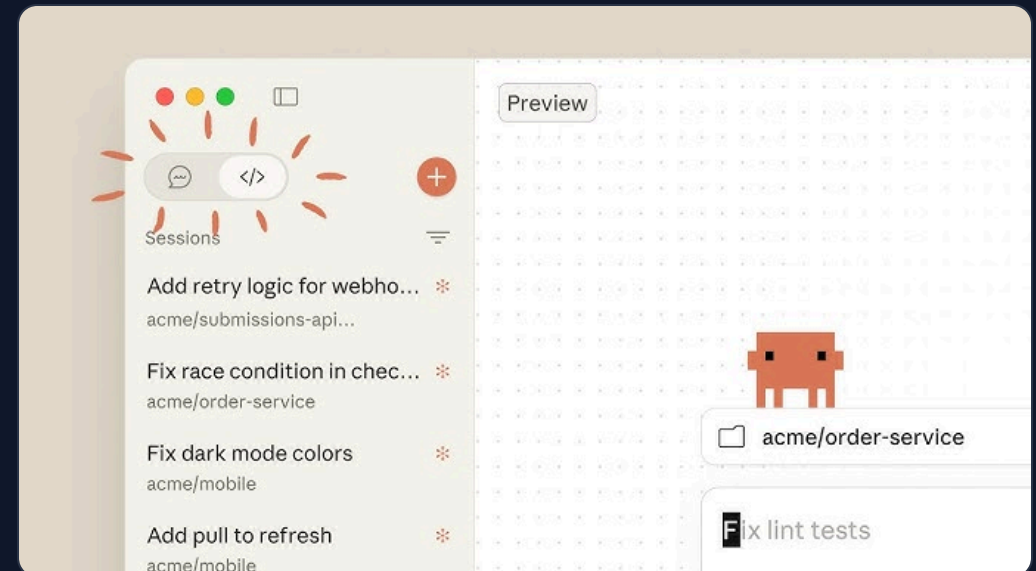 Preview
</>
Sessions
Add retry logic for webho...
acme/submissions-api...
Fix race condition in chec...
acme/order-service
Fix dark mode colors
acme/mobile
Add pull to refresh
acme/mobile
acme/order-service
Fix lint tests